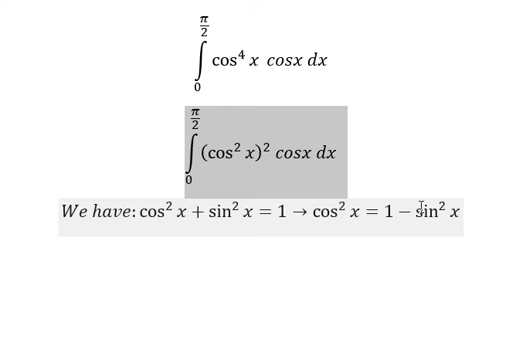 ∫₀^(π/2) cos⁴ x cosx dx
∫₀^(π/2) (cos² x)² cosx dx
We have: cos² x + sin² x = 1 → cos² x = 1 − sin² x